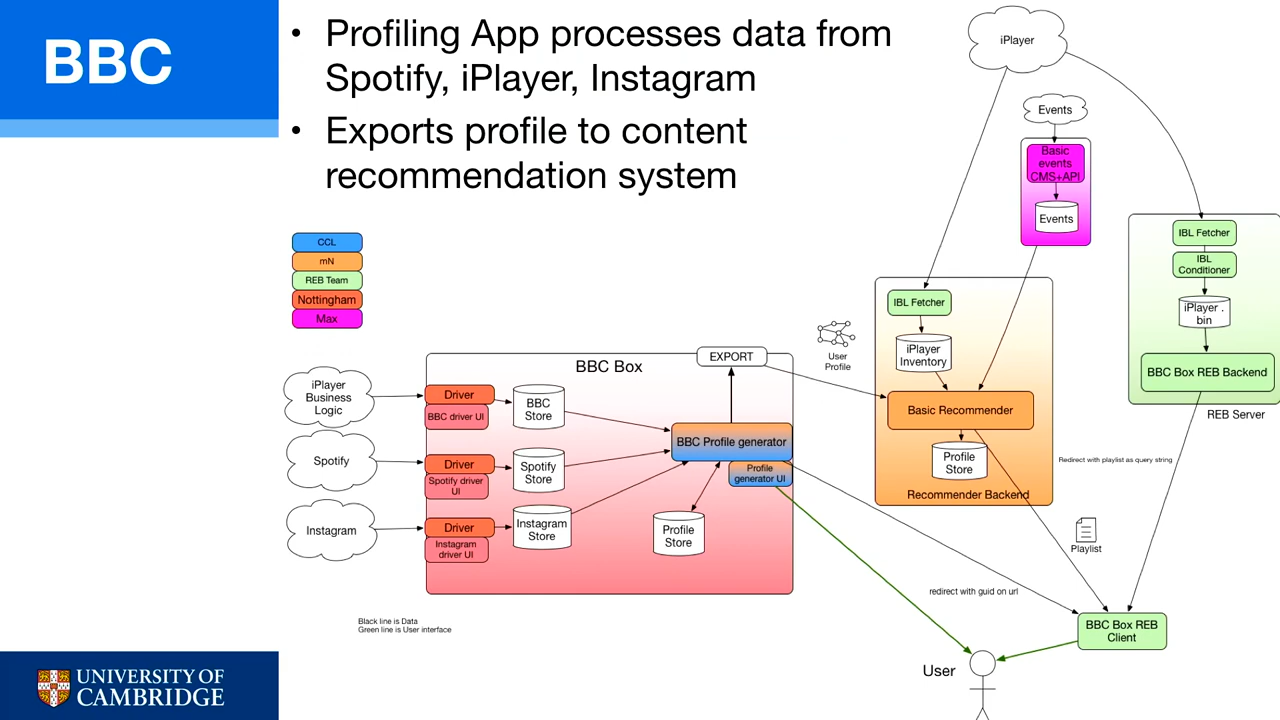 BBC
• Profiling App processes data from
Spotify, iPlayer, Instagram
• Exports profile to content
recommendation system
iPlayer
Events
Basic
events
CMS+API
Events
IBL Fetcher
IBL
Conditioner
iPlayer .
bin
BBC Box REB Backend
REB Server
CCL
mN
REB Team
Nottingham
Max
IBL Fetcher
iPlayer
Inventory
Basic Recommender
Profile
Store
Recommender Backend
User
Profile
EXPORT
BBC Box
iPlayer
Business
Logic
Driver
BBC driver UI
BBC
Store
BBC Profile generator
Profile
generator UI
Spotify
Driver
Spotify driver
UI
Spotify
Store
Instagram
Driver
Instagram
driver UI
Instagram
Store
Profile
Store
Redirect with playlist as query string
Playlist
redirect with guid on url
BBC Box REB
Client
User
Black line is Data
Green line is User interface
UNIVERSITY OF
CAMBRIDGE